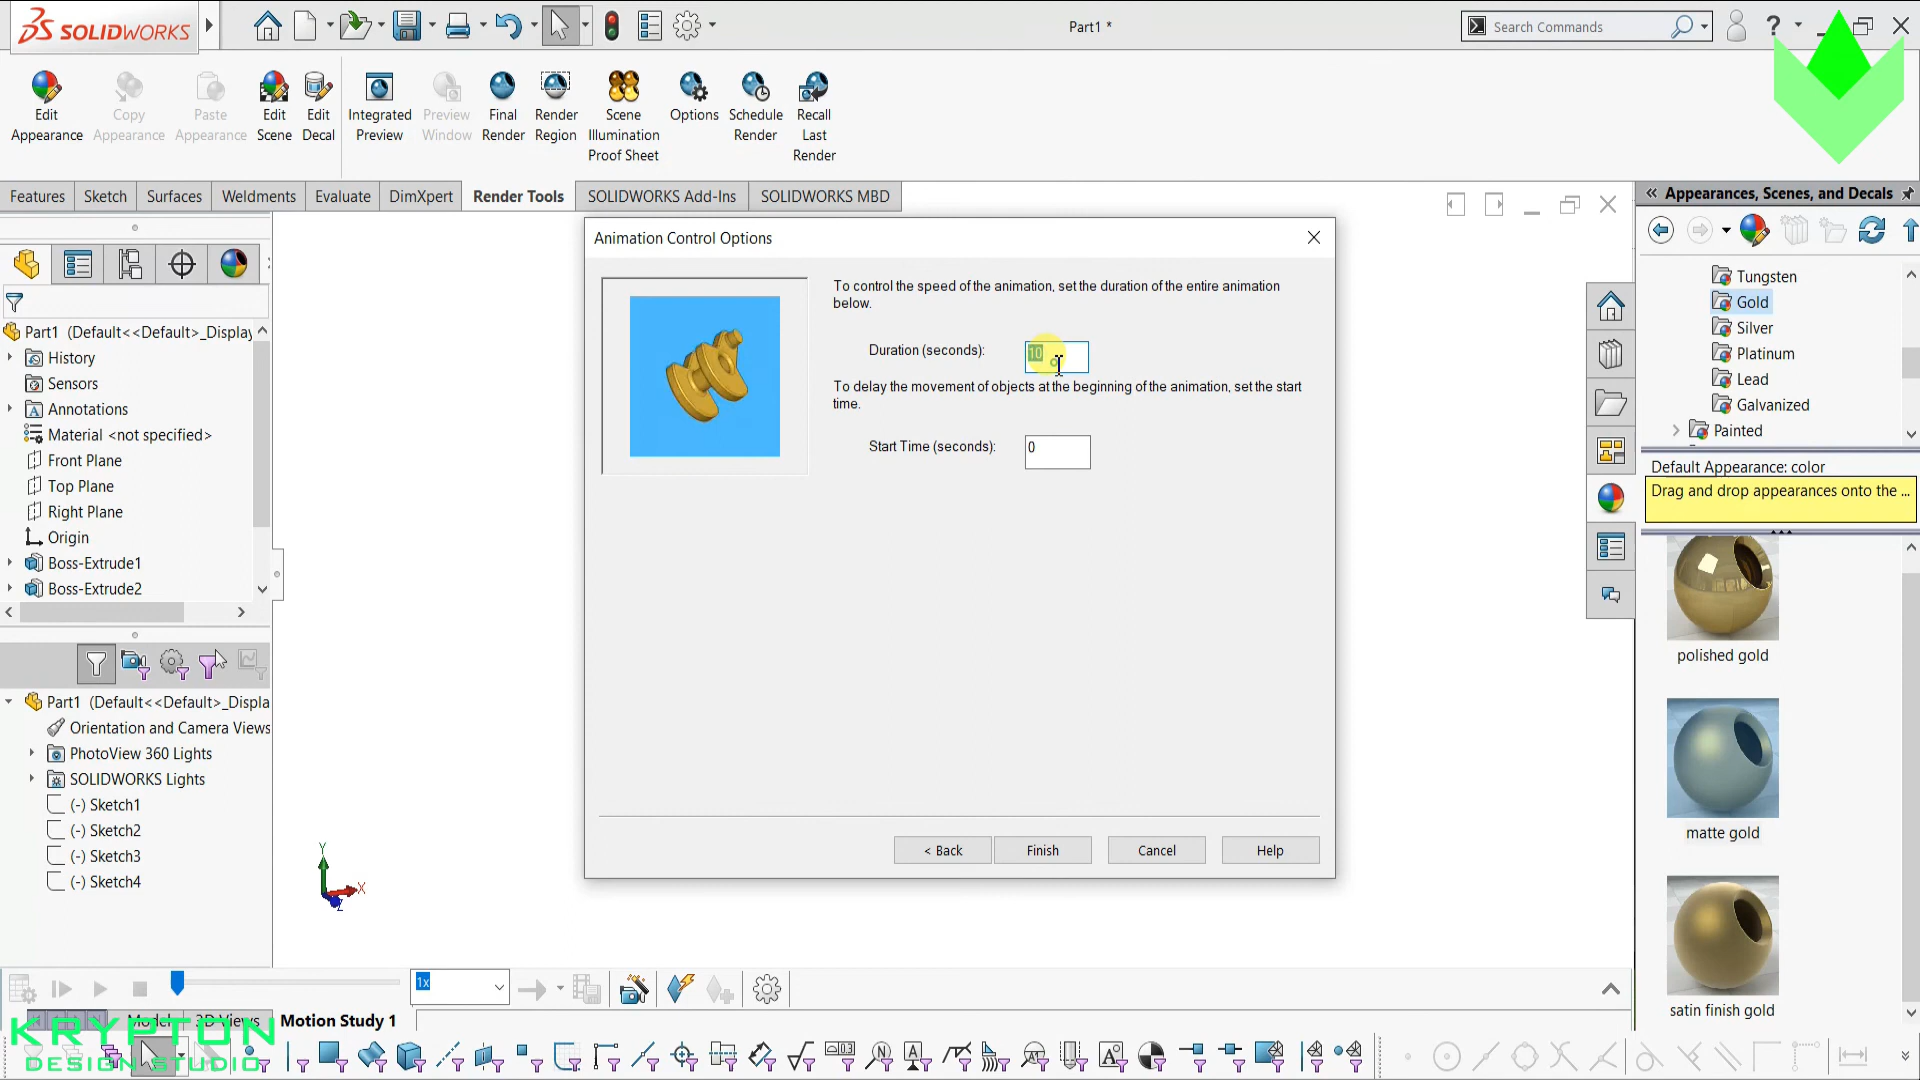 SOLIDWORKS
Part1 *
Search Commands
?
Edit Appearance
Copy Appearance
Paste Appearance
Edit Scene
Edit Decal
Integrated Preview
Preview Window
Final Render
Render Region
Scene Illumination Proof Sheet
Options
Schedule Render
Recall Last Render
Features
Sketch
Surfaces
Weldments
Evaluate
DimXpert
Render Tools
SOLIDWORKS Add-Ins
SOLIDWORKS MBD
Part1 (Default<<Default>_Display
History
Sensors
Annotations
Material <not specified>
Front Plane
Top Plane
Right Plane
Origin
Boss-Extrude1
Boss-Extrude2
Part1 (Default<<Default>_Displa
Orientation and Camera Views
PhotoView 360 Lights
SOLIDWORKS Lights
(-) Sketch1
(-) Sketch2
(-) Sketch3
(-) Sketch4
Y
X
Z
Animation Control Options
To control the speed of the animation, set the duration of the entire animation
below.
Duration (seconds): 10
To delay the movement of objects at the beginning of the animation, set the start
time.
Start Time (seconds): 0
< Back
Finish
Cancel
Help
Appearances, Scenes, and Decals
Tungsten
Gold
Silver
Platinum
Lead
Galvanized
Painted
Default Appearance: color
Drag and drop appearances onto the ...
polished gold
matte gold
satin finish gold
1x
Model
3D Views
Motion Study 1
KRYPTON
DESIGN STUDIO